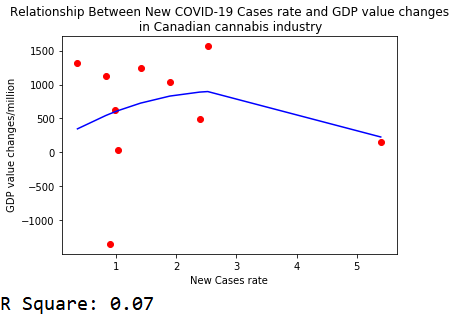 Relationship Between New COVID-19 Cases rate and GDP value changes
in Canadian cannabis industry
GDP value changes/million
1500
1000
500
0
−500
−1000
1 2 3 4 5
New Cases rate
R Square: 0.07